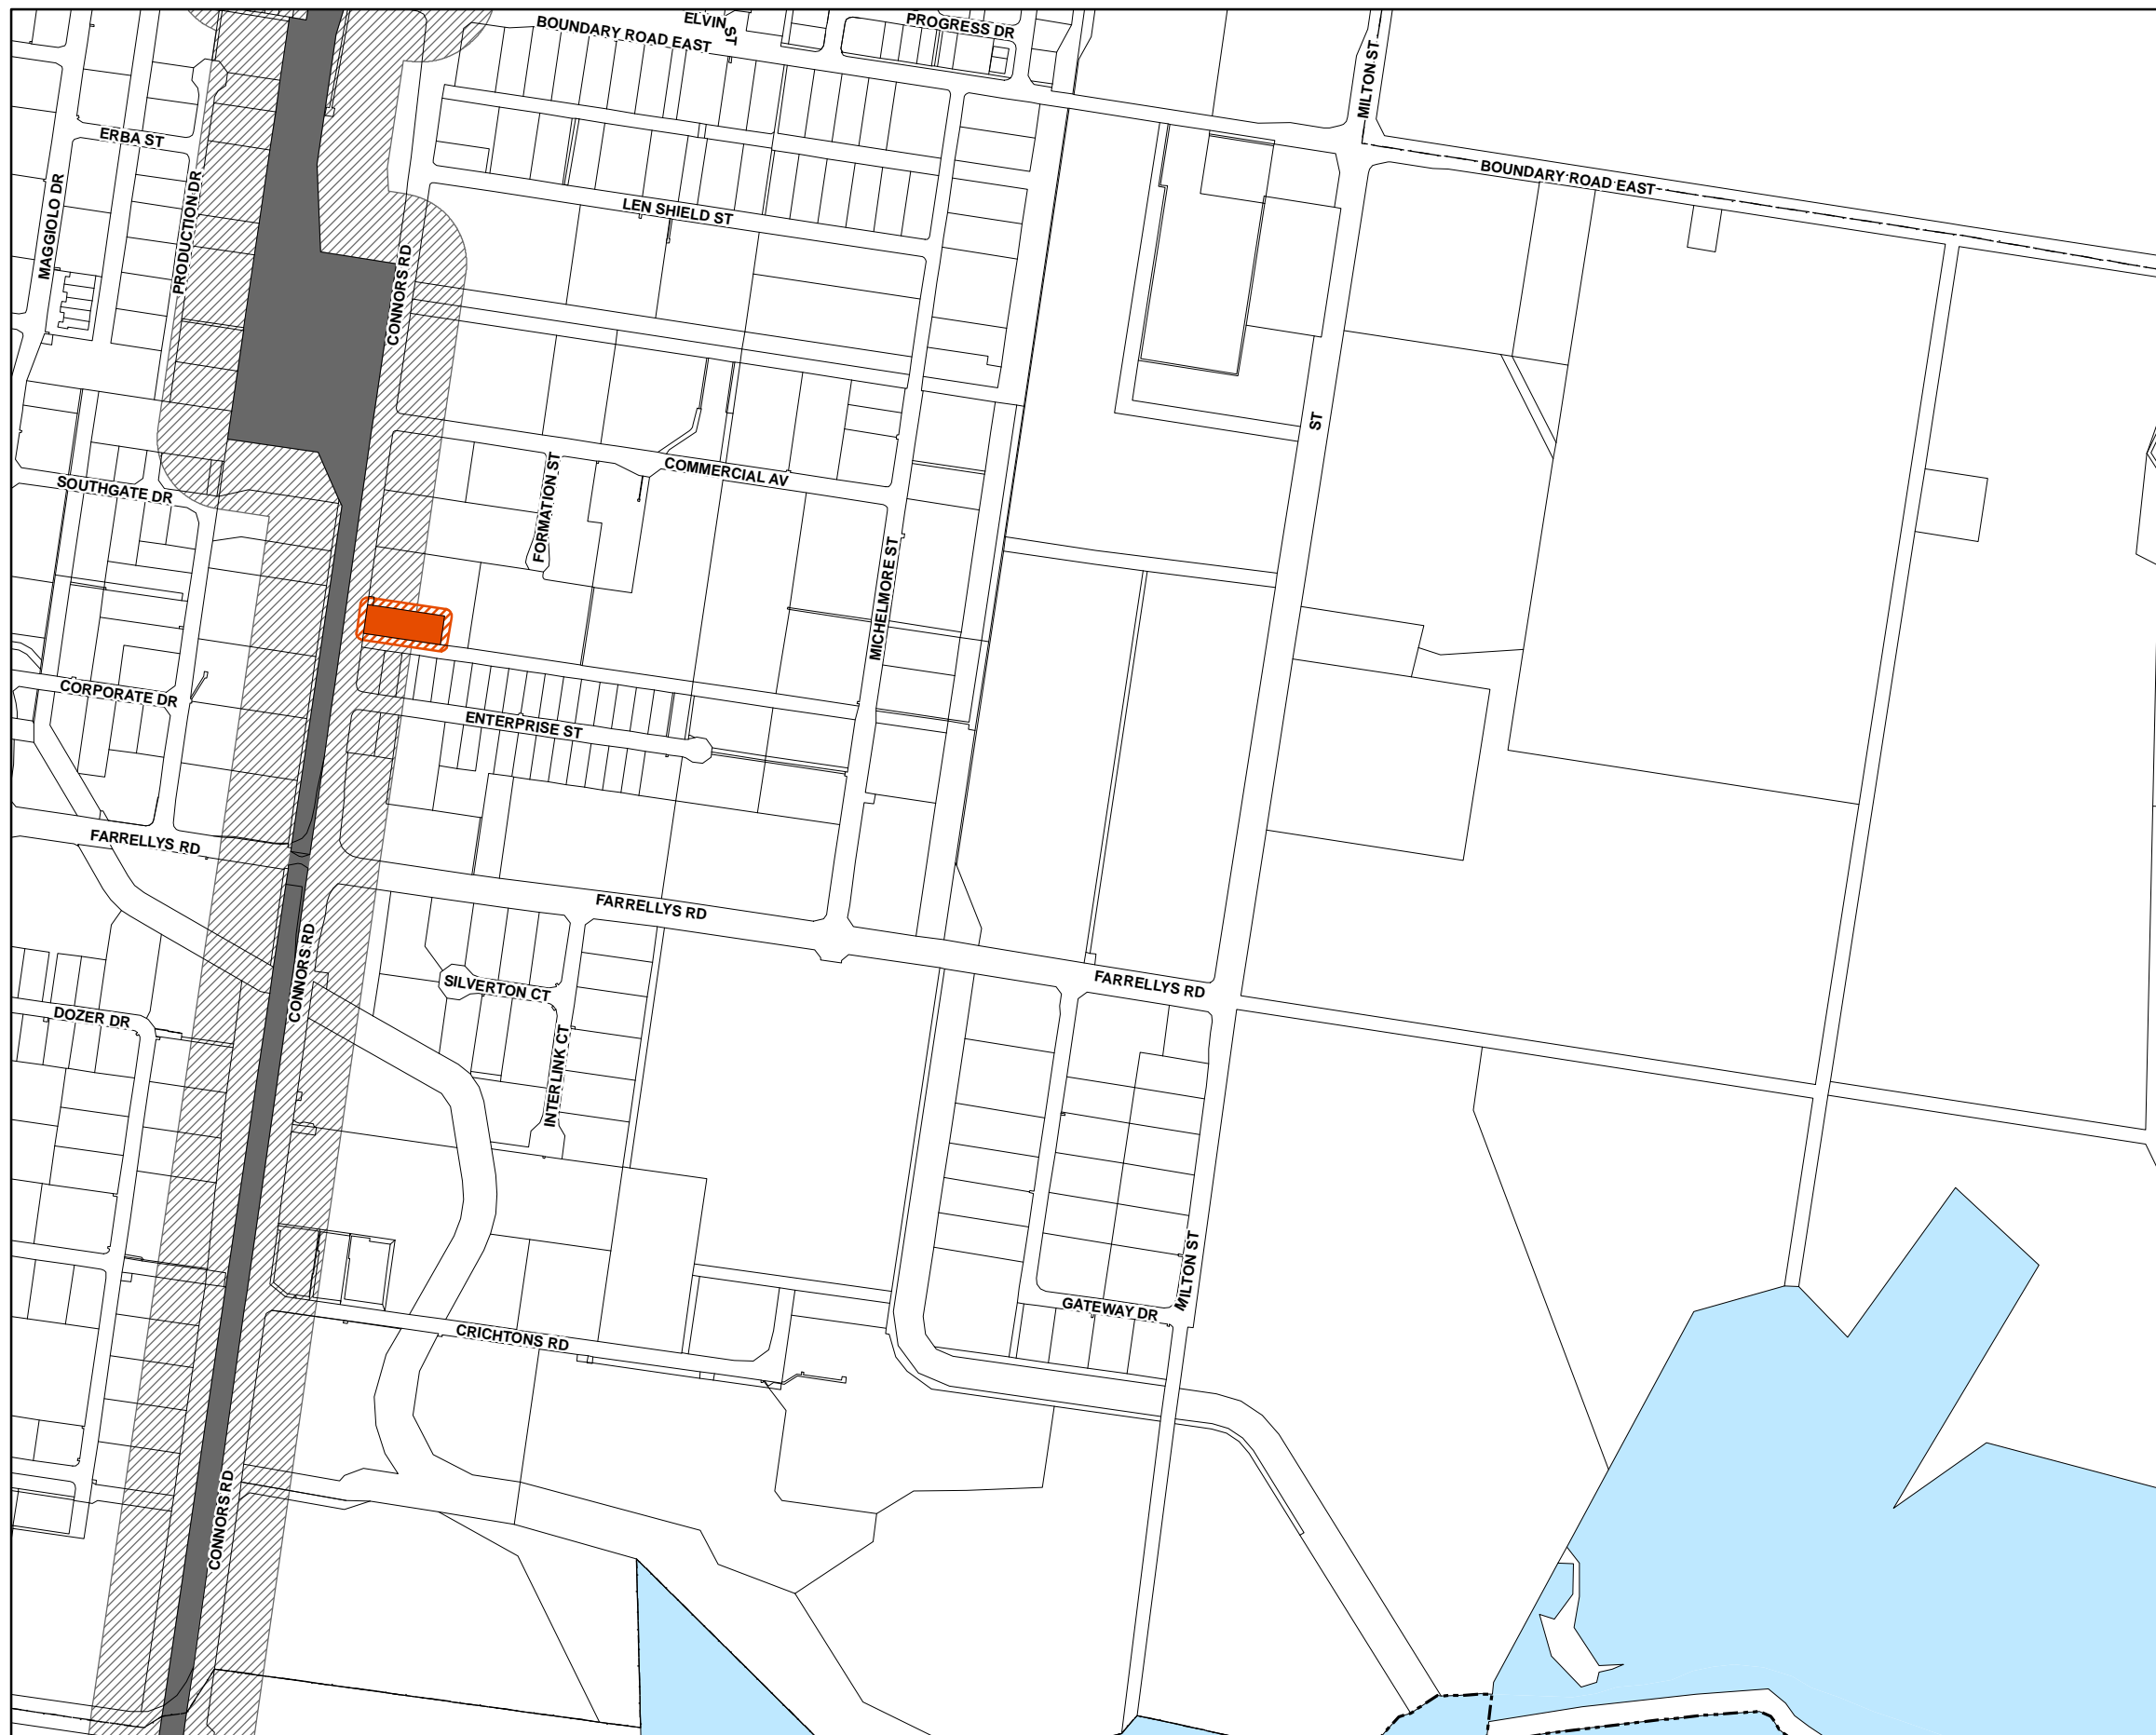 ELVIN ST
PROGRESS DR
BOUNDARY ROAD EAST
MILTON ST
ERBA ST
BOUNDARY ROAD EAST
MAGGIOLO DR
PRODUCTION DR
LEN SHIELD ST
CONNORS RD
ST
COMMERCIAL AV
SOUTHGATE DR
FORMATION ST
MICHELMORE ST
CORPORATE DR
ENTERPRISE ST
FARRELLYS RD
FARRELLYS RD
CONNORS RD
SILVERTON CT
FARRELLYS RD
DOZER DR
INTERLINK CT
MILTON ST
GATEWAY DR
CRICHTONS RD
CONNORS RD